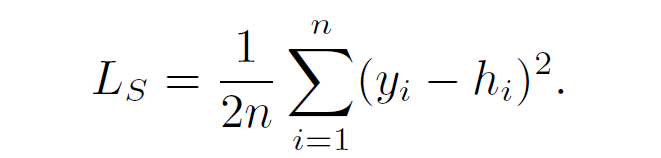 L_S = \frac{1}{2n} \sum_{i=1}^{n} (y_i - h_i)^2.